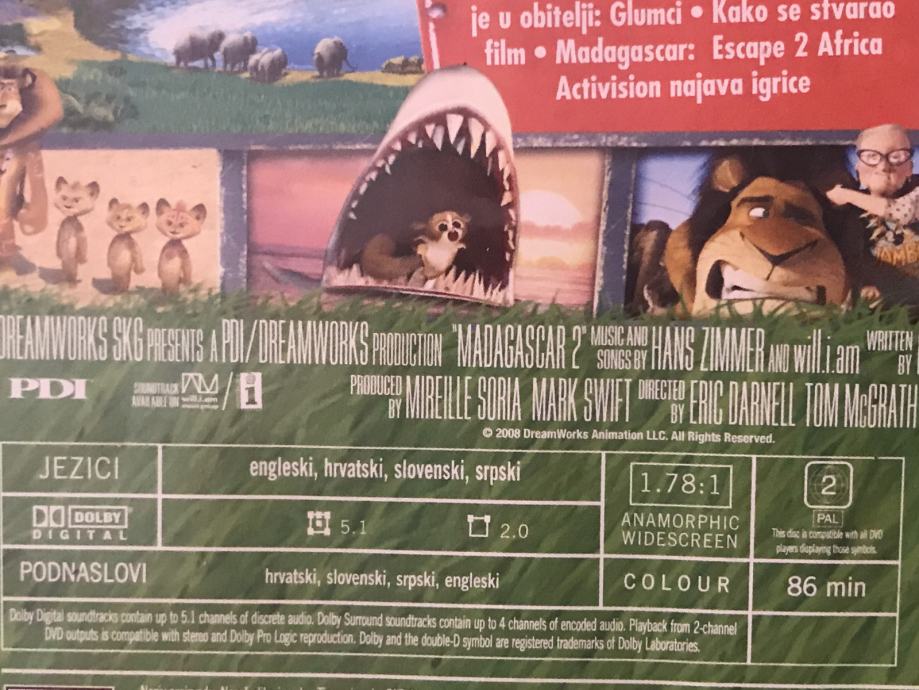 je u obitelji: Glumci • Kako se stvarao
film • Madagascar: Escape 2 Africa
Activision najava igrice
DREAMWORKS SKG PRESENTS A PDI/DREAMWORKS PRODUCTION "MADAGASCAR 2" MUSIC AND SONGS BY HANS ZIMMER AND will.i.am WRITTEN BY
PDI SOUNDTRACK AVAILABLE ON will.i.am music group / i PRODUCED BY MIREILLE SORIA MARK SWIFT DIRECTED BY ERIC DARNELL TOM McGRATH
© 2008 DreamWorks Animation LLC. All Rights Reserved.
JEZICI
engleski, hrvatski, slovenski, srpski
1.78:1
ANAMORPHIC
WIDESCREEN
2
PAL
This disc is compatible with all DVD
players displaying those symbols.
DOLBY
DIGITAL
5.1
2.0
PODNASLOVI
hrvatski, slovenski, srpski, engleski
COLOUR
86 min
Dolby Digital soundtracks contain up to 5.1 channels of discrete audio. Dolby Surround soundtracks contain up to 4 channels of encoded audio. Playback from 2-channel
DVD outputs is compatible with stereo and Dolby Pro Logic reproduction. Dolby and the double-D symbol are registered trademarks of Dolby Laboratories.